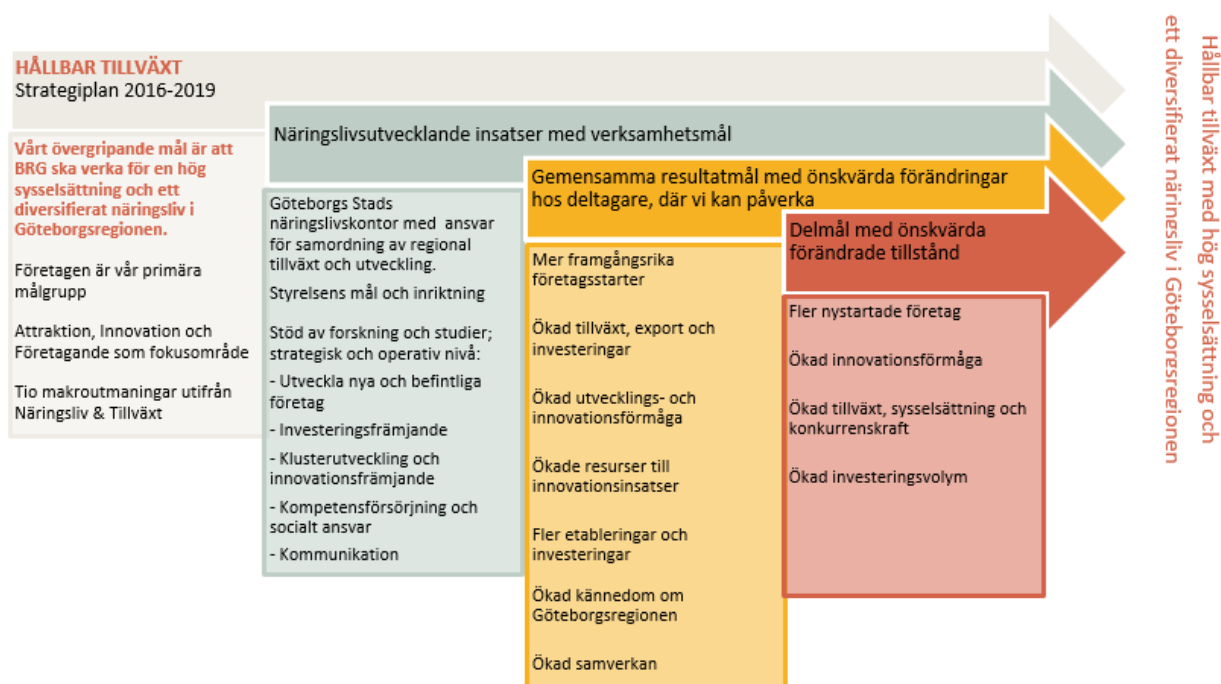 HÅLLBAR TILLVÄXT
Strategiplan 2016-2019
Vårt övergripande mål är att
BRG ska verka för en hög
sysselsättning och ett
diversifierat näringsliv i
Göteborgsregionen.
Företagen är vår primära
målgrupp
Attraktion, Innovation och
Företagande som fokusområde
Tio makroutmaningar utifrån
Näringsliv & Tillväxt
Näringslivsutvecklande insatser med verksamhetsmål
Göteborgs Stads
näringslivskontor med ansvar
för samordning av regional
tillväxt och utveckling.
Styrelsens mål och inriktning
Stöd av forskning och studier;
strategisk och operativ nivå:
- Utveckla nya och befintliga
företag
- Investeringsfrämjande
- Klusterutveckling och
innovationsfrämjande
- Kompetensförsörjning och
socialt ansvar
- Kommunikation
Gemensamma resultatmål med önskvärda förändringar
hos deltagare, där vi kan påverka
Mer framgångsrika
företagsstarter
Ökad tillväxt, export och
investeringar
Ökad utvecklings- och
innovationsförmåga
Ökade resurser till
innovationsinsatser
Fler etableringar och
investeringar
Ökad kännedom om
Göteborgsregionen
Ökad samverkan
Delmål med önskvärda
förändrade tillstånd
Fler nystartade företag
Ökad innovationsförmåga
Ökad tillväxt, sysselsättning och
konkurrenskraft
Ökad investeringsvolym
Hållbar tillväxt med hög sysselsättning och
ett diversifierat näringsliv i Göteborgsregionen